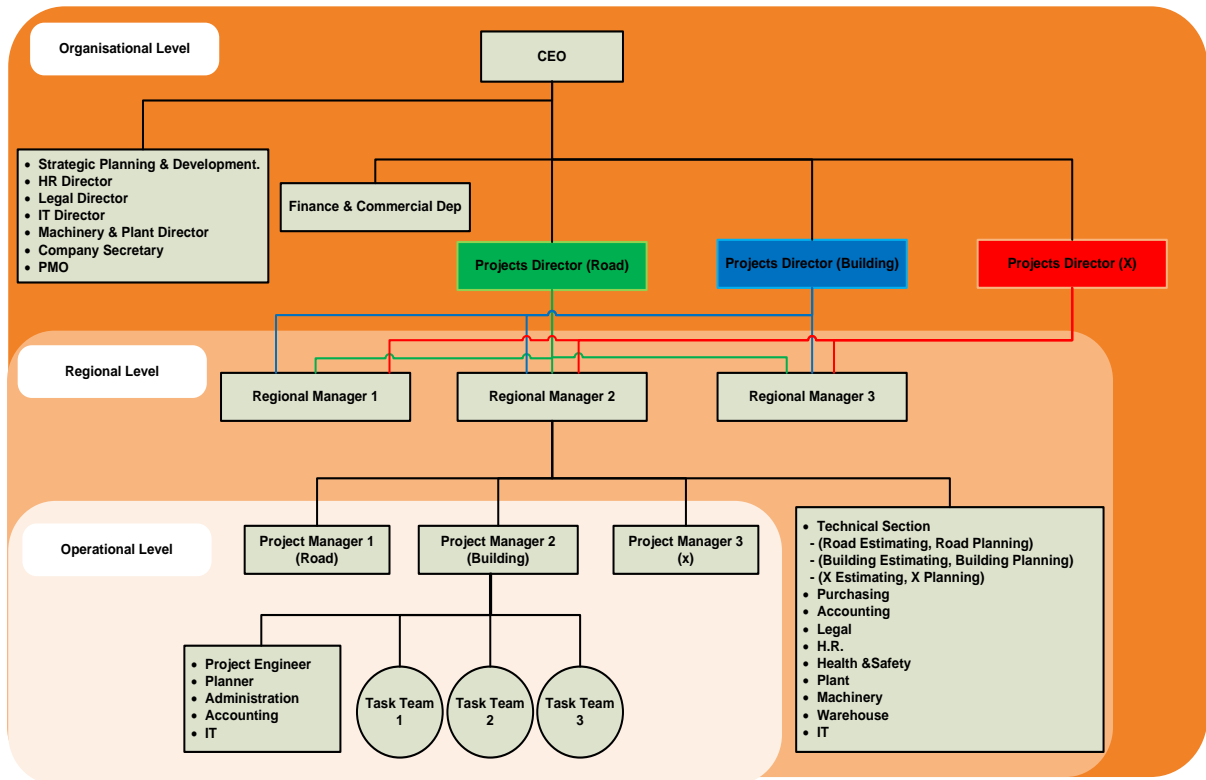 Organisational Level
CEO
• Strategic Planning & Development.
• HR Director
• Legal Director
• IT Director
• Machinery & Plant Director
• Company Secretary
• PMO
Finance & Commercial Dep
Projects Director (Road)
Projects Director (Building)
Projects Director (X)
Regional Level
Regional Manager 1
Regional Manager 2
Regional Manager 3
Operational Level
Project Manager 1
(Road)
Project Manager 2
(Building)
Project Manager 3
(x)
• Technical Section
- (Road Estimating, Road Planning)
- (Building Estimating, Building Planning)
- (X Estimating, X Planning)
• Purchasing
• Accounting
• Legal
• H.R.
• Health &Safety
• Plant
• Machinery
• Warehouse
• IT
• Project Engineer
• Planner
• Administration
• Accounting
• IT
Task Team
1
Task Team
2
Task Team
3